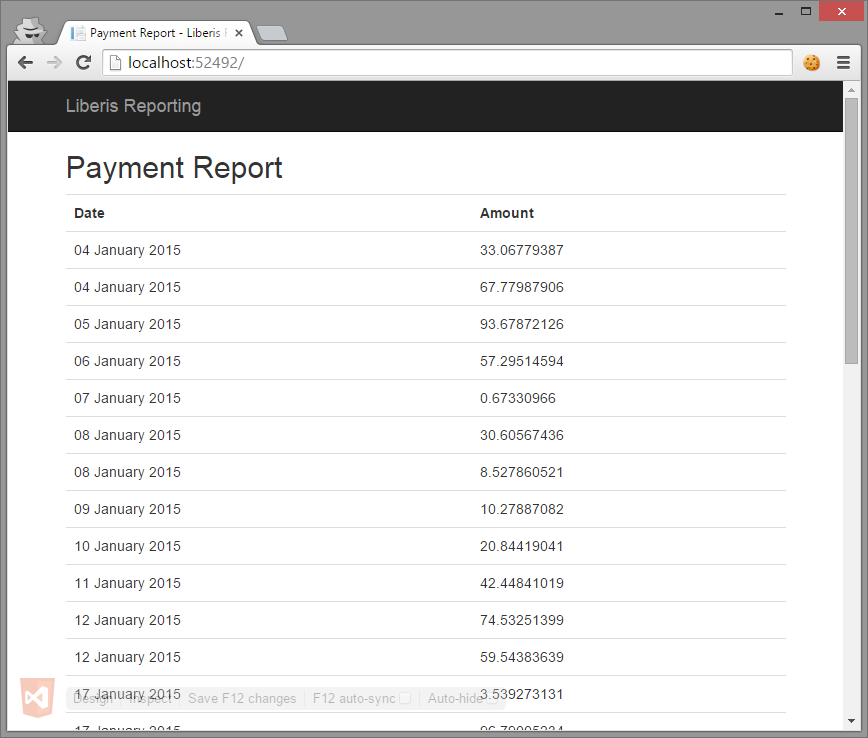 Payment Report - Liberis
localhost:52492/
Liberis Reporting
Payment Report
Date Amount
04 January 2015 33.06779387
04 January 2015 67.77987906
05 January 2015 93.67872126
06 January 2015 57.29514594
07 January 2015 0.67330966
08 January 2015 30.60567436
08 January 2015 8.527860521
09 January 2015 10.27887082
10 January 2015 20.84419041
11 January 2015 42.44841019
12 January 2015 74.53251399
12 January 2015 59.54383639
17 January 2015 3.539273131
Design Inspect Save F12 changes F12 auto-sync Auto-hide
17 January 2015